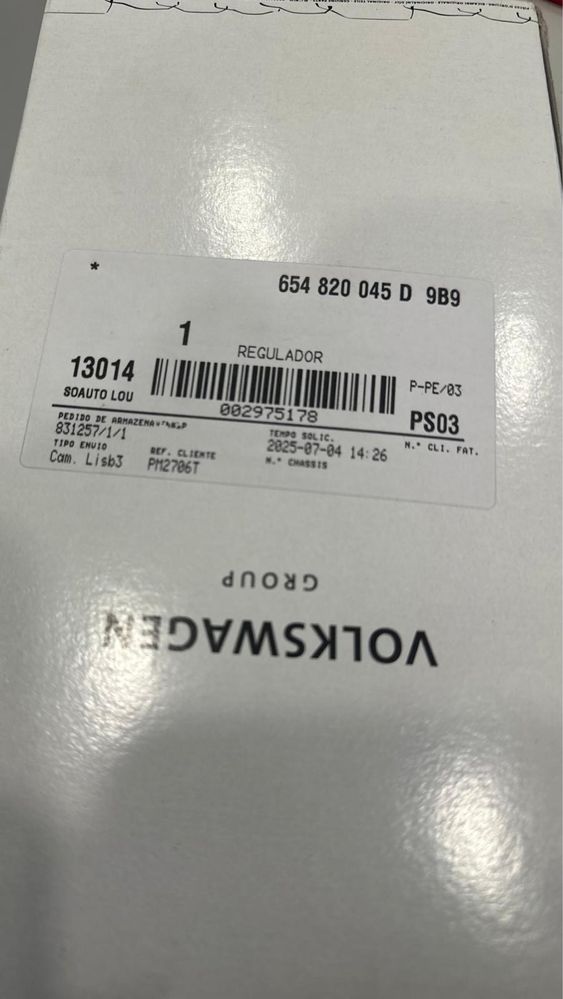 *
654 820 045 D 9B9
1
REGULADOR
13014
P-PE/03
SOAUTO LOU
002975178
PS03
PEDIDO DE
TEMPO SOLIC.
N.º CLI. FAT.
831257/1/1
2025-07-04 14:26
TIPO ENVIO
REF. CLIENTE
N.º CHASSIS
Cam. Lisb3
PM2706T
GROUP
VOLKSWAGEN